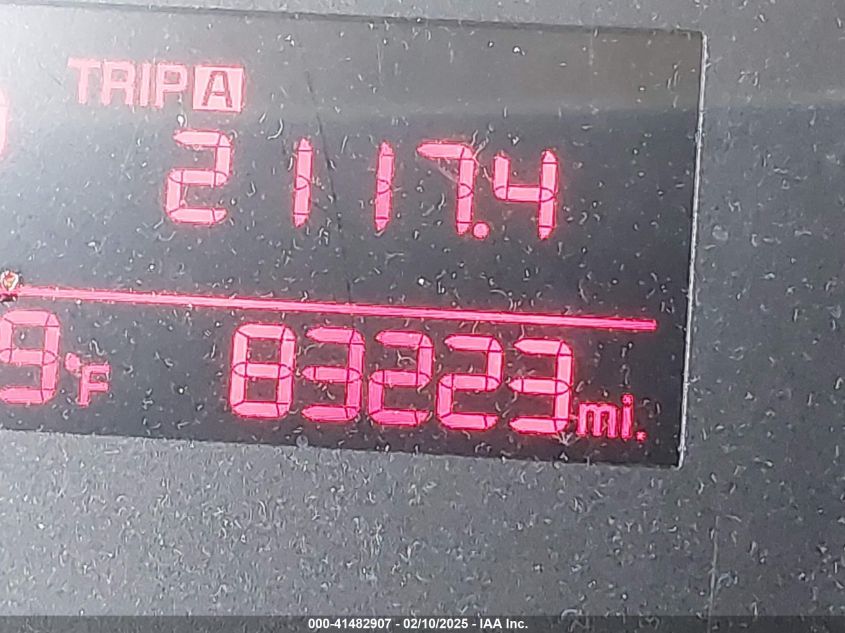 TRIP A
2117.4
9°F 83223 mi.
000-41482907 - 02/10/2025 - IAA Inc.